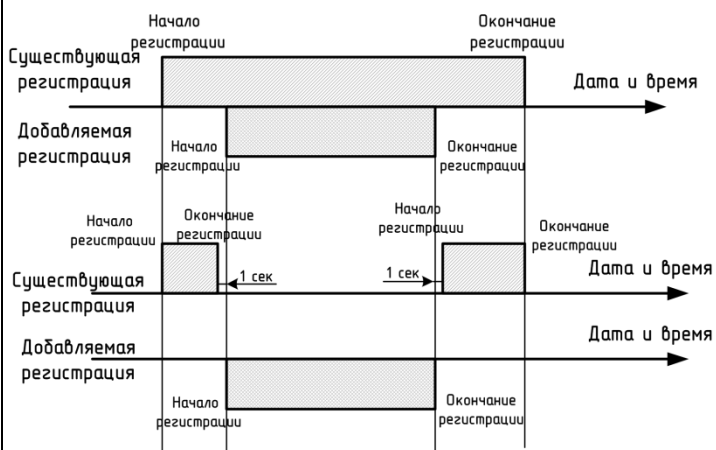 Начало
регистрации
Окончание
регистрации
Существующая
регистрация
Дата и время
Добавляемая
регистрация
Начало
регистрации
Окончание
регистрации
Начало
регистрации
Окончание
регистрации
Начало
регистрации
Окончание
регистрации
Существующая
регистрация
1 сек
1 сек
Дата и время
Добавляемая
регистрация
Дата и время
Начало
регистрации
Окончание
регистрации